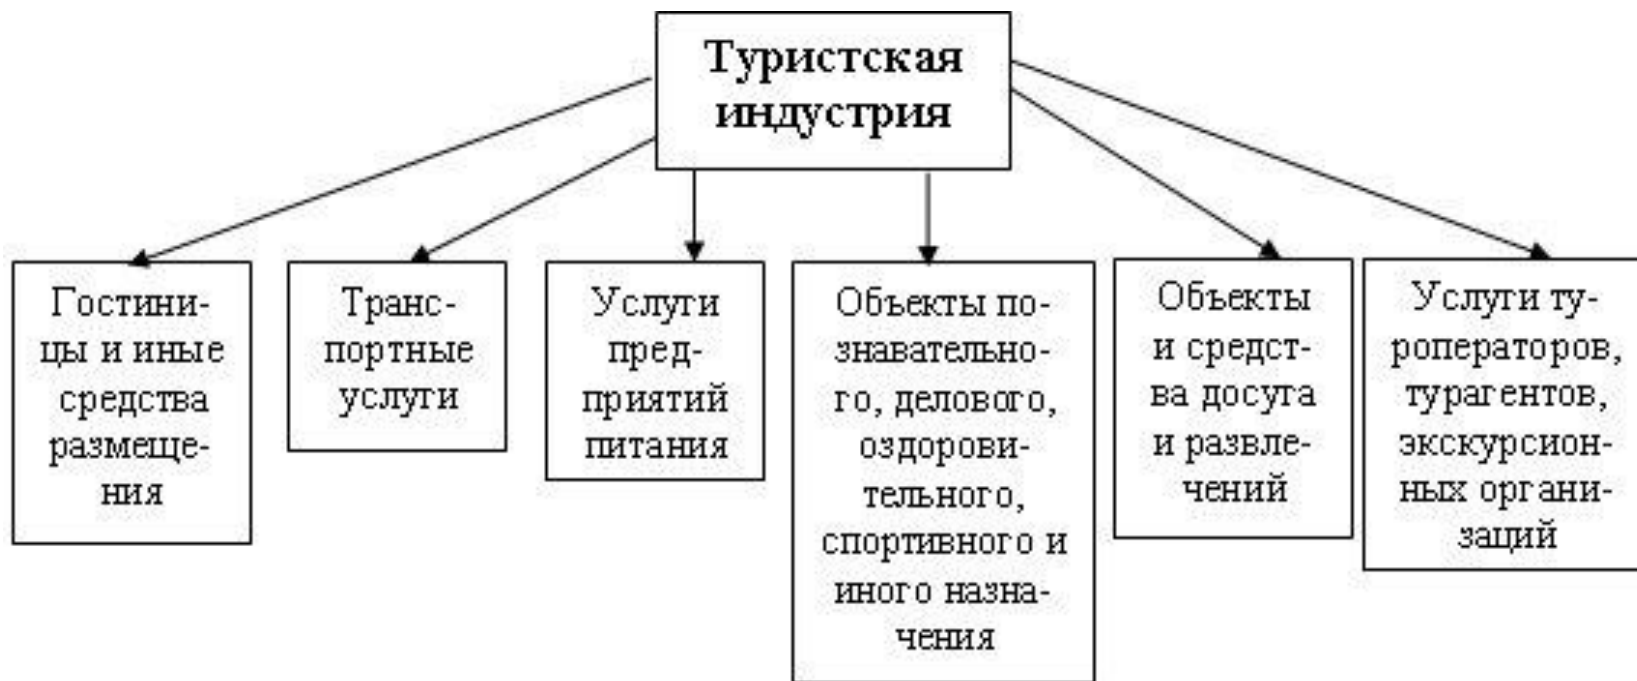 Туристская
индустрия
Гостини-
цы и иные
средства
размеще-
ния
Транс-
портные
услуги
Услуги
пред-
приятий
питания
Объекты по-
знавательно-
го, делового,
оздорови-
тельного,
спортивного и
иного назна-
чения
Объекты
и средст-
ва досуга
и развле-
чений
Услуги ту-
роператоров,
турагентов,
экскурсион-
ных органи-
заций